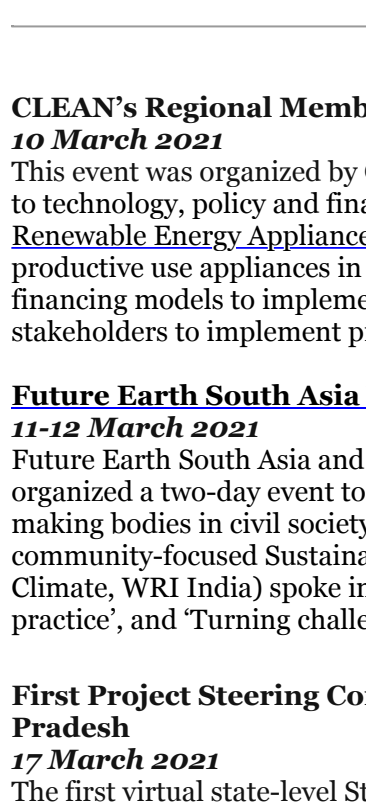 CLEAN’s Regional Memb
10 March 2021
This event was organized by
to technology, policy and fina
Renewable Energy Appliance
productive use appliances in
financing models to impleme
stakeholders to implement p
Future Earth South Asia
11-12 March 2021
Future Earth South Asia and
organized a two-day event to
making bodies in civil society
community-focused Sustaina
Climate, WRI India) spoke in
practice’, and ‘Turning challe
First Project Steering Co
Pradesh
17 March 2021
The first virtual state-level St